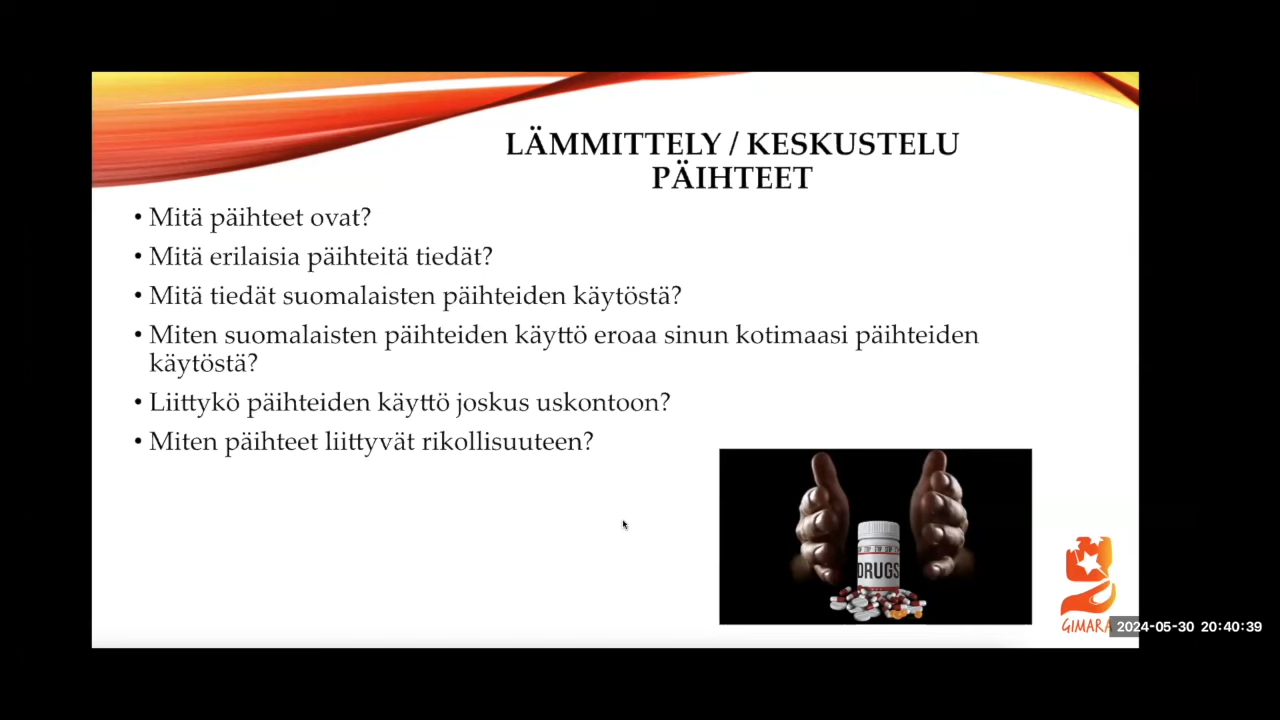 LÄMMITTELY / KESKUSTELU
PÄIHTEET
• Mitä päihteet ovat?
• Mitä erilaisia päihteitä tiedät?
• Mitä tiedät suomalaisten päihteiden käytöstä?
• Miten suomalaisten päihteiden käyttö eroaa sinun kotimaasi päihteiden
käytöstä?
• Liittykö päihteiden käyttö joskus uskontoon?
• Miten päihteet liittyvät rikollisuuteen?
DRUGS
GIMARA
2024-05-30 20:40:39